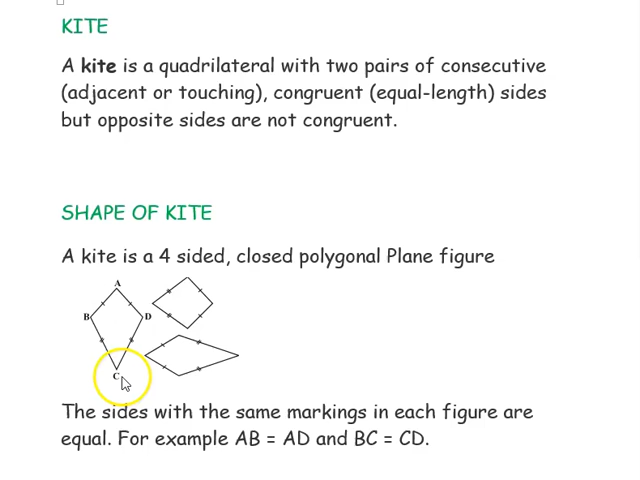 KITE
A kite is a quadrilateral with two pairs of consecutive
(adjacent or touching), congruent (equal-length) sides
but opposite sides are not congruent.
SHAPE OF KITE
A kite is a 4 sided, closed polygonal Plane figure
A
B D
C
The sides with the same markings in each figure are
equal. For example AB = AD and BC = CD.